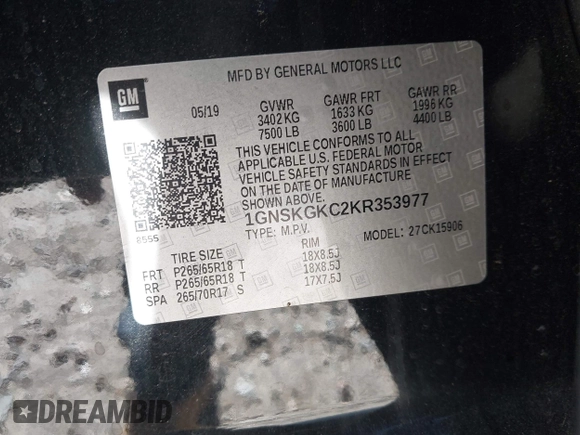 MFD BY GENERAL MOTORS LLC
GM
05/19 GVWR GAWR FRT GAWR RR
3402 KG 1633 KG 1996 KG
7500 LB 3600 LB 4400 LB
THIS VEHICLE CONFORMS TO ALL
APPLICABLE U.S. FEDERAL MOTOR
VEHICLE SAFETY STANDARDS IN EFFECT
ON THE DATE OF MANUFACTURE
SHOWN ABOVE.
1GNSKGKC2KR353977
8555
TYPE: M.P.V. MODEL: 27CK15906
TIRE SIZE RIM
FRT P265/65R18 T 18X8.5J
RR P265/65R18 T 18X8.5J
SPA 265/70R17 S 17X7.5J
DREAMBID